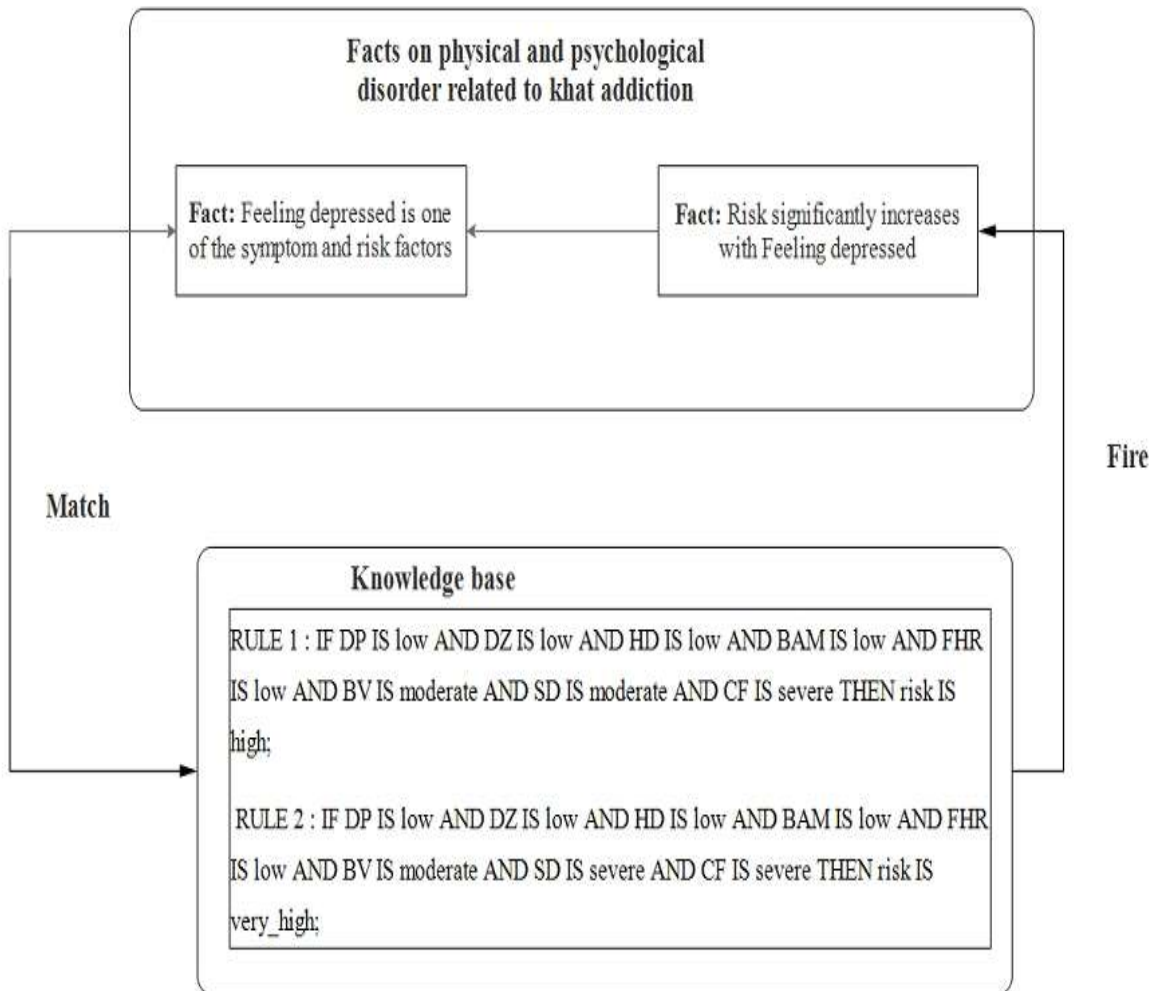 Facts on physical and psychological
disorder related to khat addiction
Fact: Feeling depressed is one
of the symptom and risk factors
Fact: Risk significantly increases
with Feeling depressed
Fire
Match
Knowledge base
RULE 1 : IF DP IS low AND DZ IS low AND HD IS low AND BAM IS low AND FHR
IS low AND BV IS moderate AND SD IS moderate AND CF IS severe THEN risk IS
high;
RULE 2 : IF DP IS low AND DZ IS low AND HD IS low AND BAM IS low AND FHR
IS low AND BV IS moderate AND SD IS severe AND CF IS severe THEN risk IS
very_high;